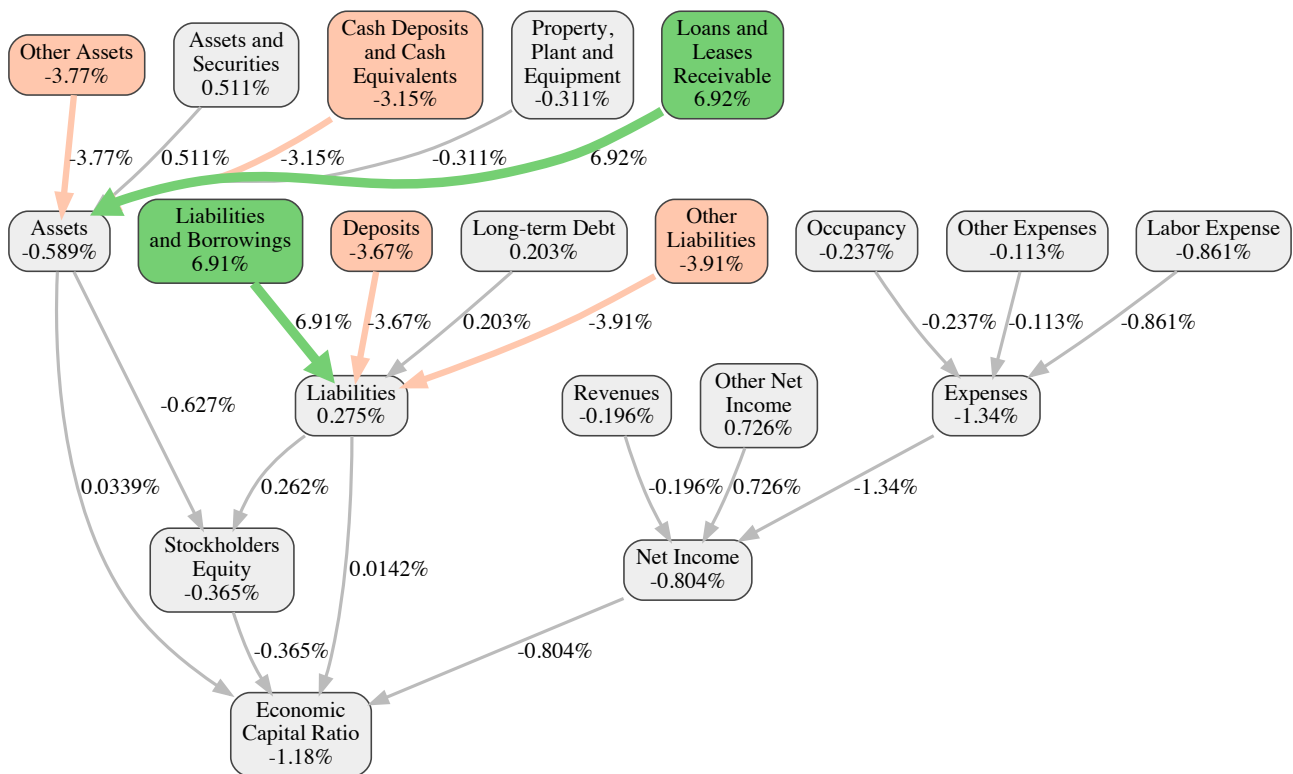 Other Assets
-3.77%
Assets and
Securities
0.511%
Cash Deposits
and Cash
Equivalents
-3.15%
Property,
Plant and
Equipment
-0.311%
Loans and
Leases
Receivable
6.92%
-3.77%
0.511%
-3.15%
-0.311%
6.92%
Assets
-0.589%
Liabilities
and Borrowings
6.91%
Deposits
-3.67%
Long-term Debt
0.203%
Other
Liabilities
-3.91%
Occupancy
-0.237%
Other Expenses
-0.113%
Labor Expense
-0.861%
6.91%
-3.67%
0.203%
-3.91%
-0.237%
-0.113%
-0.861%
Liabilities
0.275%
Revenues
-0.196%
Other Net
Income
0.726%
Expenses
-1.34%
-0.627%
0.0339%
0.262%
-0.196%
0.726%
-1.34%
Stockholders
Equity
-0.365%
0.0142%
Net Income
-0.804%
-0.365%
-0.804%
Economic
Capital Ratio
-1.18%